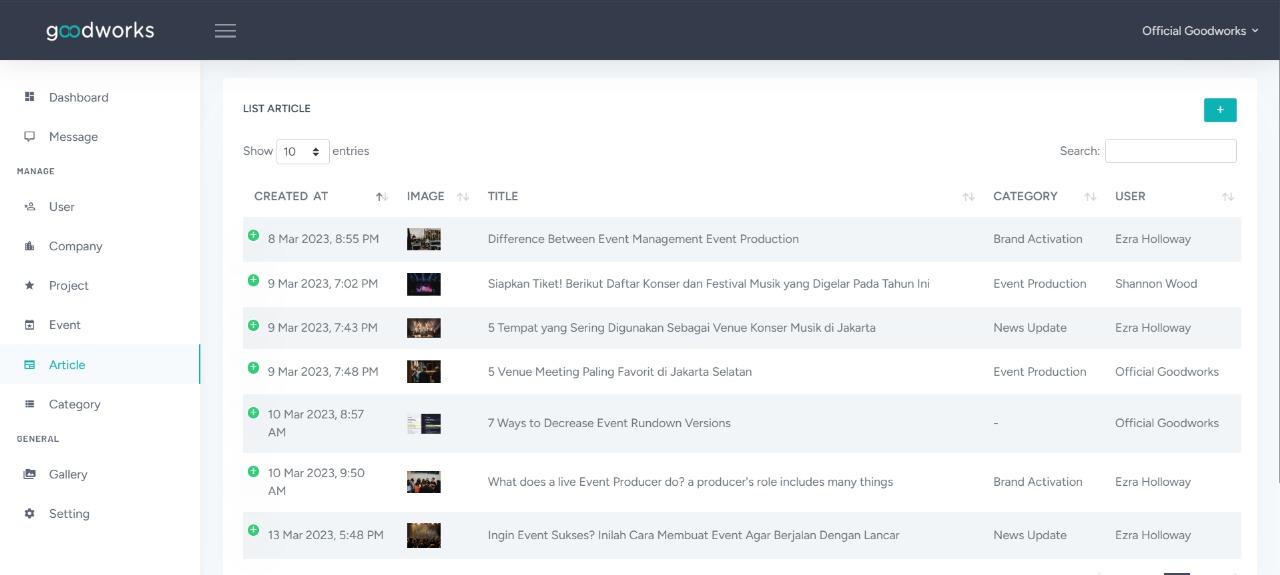 goodworks
Official Goodworks
Dashboard
Message
MANAGE
User
Company
Project
Event
Article
Category
GENERAL
Gallery
Setting
LIST ARTICLE
+
Show 10 entries
Search:
CREATED AT IMAGE TITLE CATEGORY USER
8 Mar 2023, 8:55 PM Difference Between Event Management Event Production Brand Activation Ezra Holloway
9 Mar 2023, 7:02 PM Siapkan Tiket! Berikut Daftar Konser dan Festival Musik yang Digelar Pada Tahun Ini Event Production Shannon Wood
9 Mar 2023, 7:43 PM 5 Tempat yang Sering Digunakan Sebagai Venue Konser Musik di Jakarta News Update Ezra Holloway
9 Mar 2023, 7:48 PM 5 Venue Meeting Paling Favorit di Jakarta Selatan Event Production Official Goodworks
10 Mar 2023, 8:57
AM
7 Ways to Decrease Event Rundown Versions - Official Goodworks
10 Mar 2023, 9:50
AM
What does a live Event Producer do? a producer's role includes many things Brand Activation Ezra Holloway
13 Mar 2023, 5:48 PM Ingin Event Sukses? Inilah Cara Membuat Event Agar Berjalan Dengan Lancar News Update Ezra Holloway